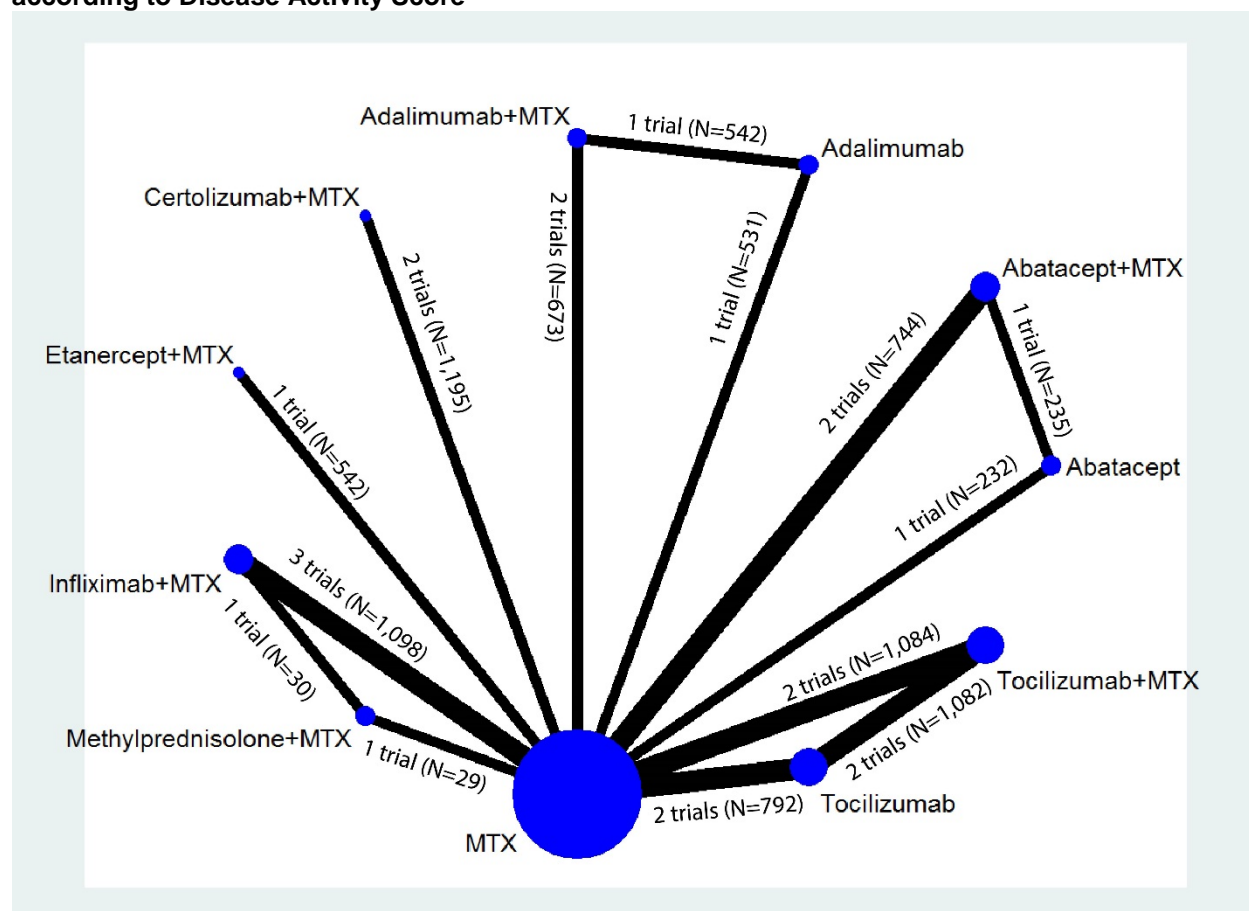 according to Disease Activity Score
Adalimumab+MTX
1 trial (N=542)
Adalimumab
Certolizumab+MTX
2 trials (N=1,195)
2 trials (N=673)
1 trial (N=531)
Abatacept+MTX
2 trials (N=744)
1 trial (N=235)
Etanercept+MTX
1 trial (N=542)
Abatacept
1 trial (N=232)
Infliximab+MTX
3 trials (N=1,098)
1 trial (N=30)
2 trials (N=1,084)
Tocilizumab+MTX
Methylprednisolone+MTX
1 trial (N=29)
2 trials (N=1,082)
2 trials (N=792)
Tocilizumab
MTX